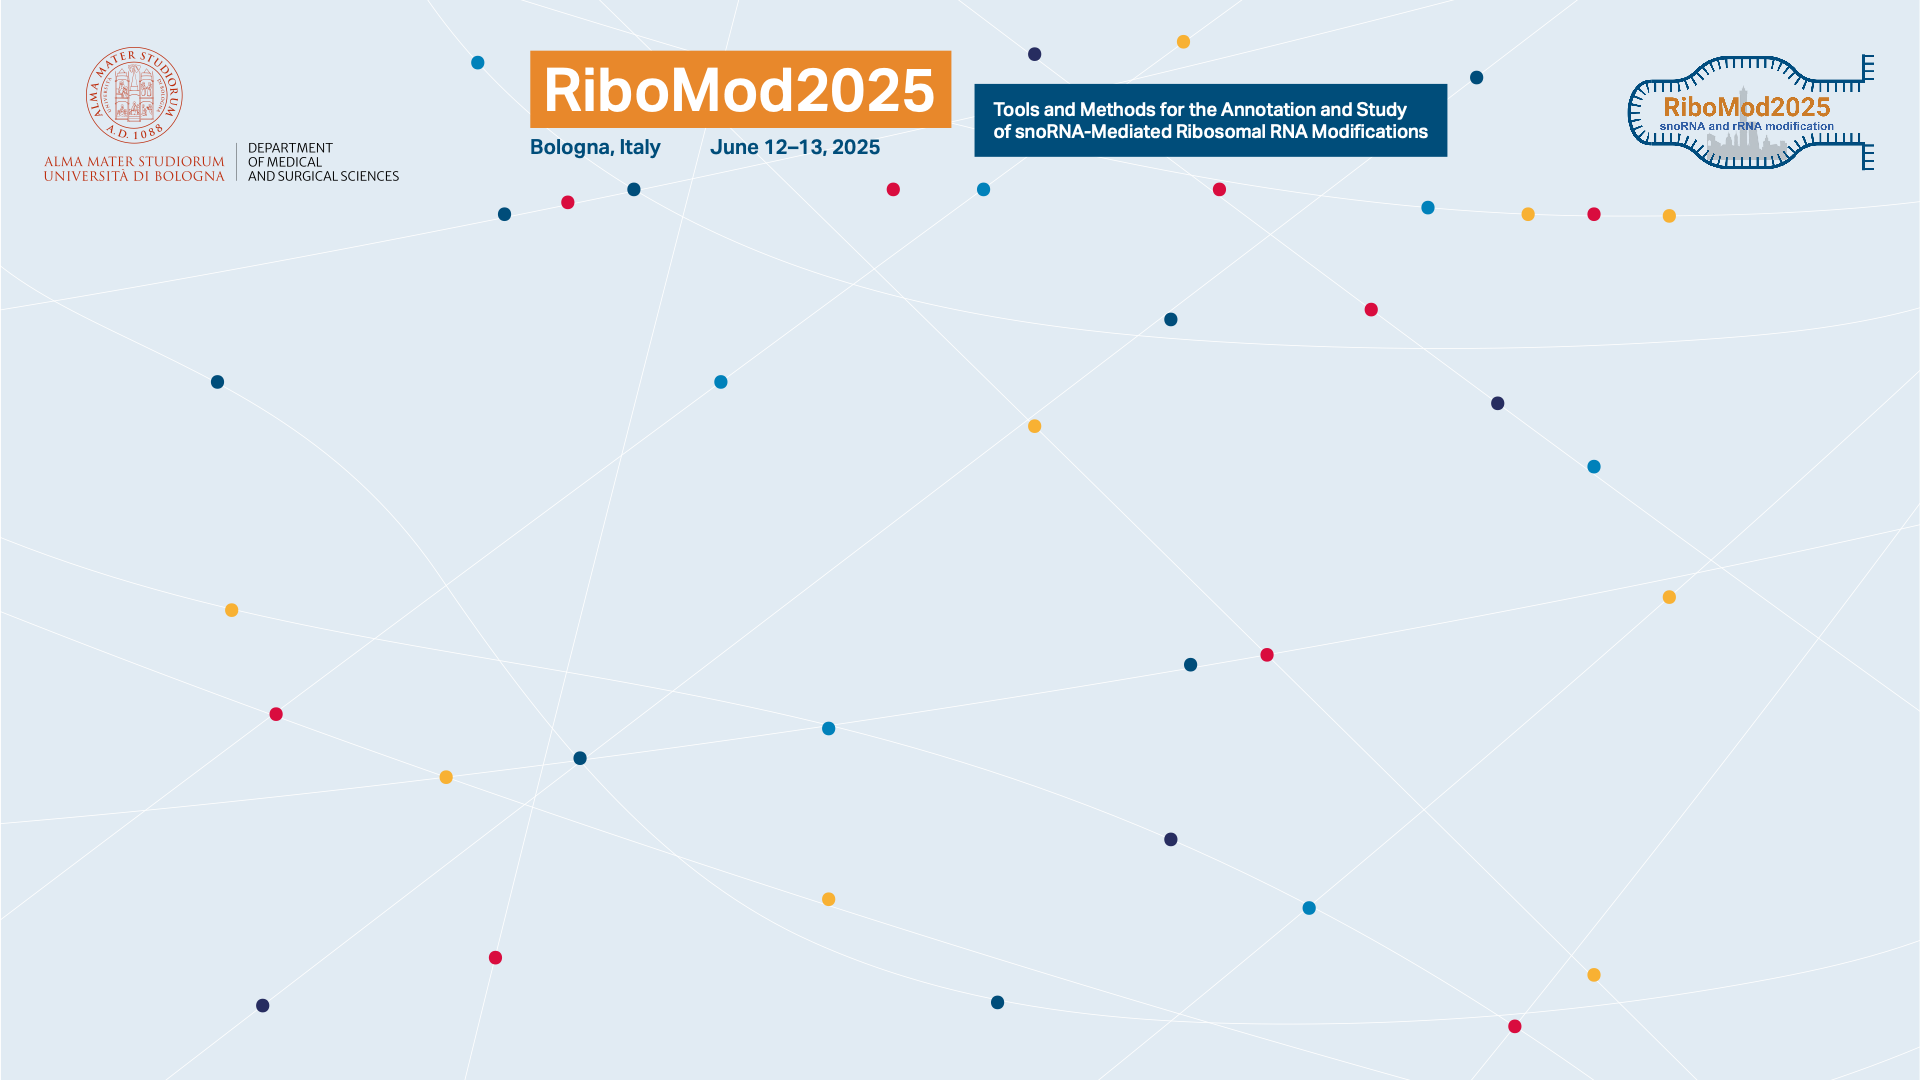 ALMA MATER STUDIORUM
A.D. 1088
ALMA MATER STUDIORUM
UNIVERSITÀ DI BOLOGNA
DEPARTMENT
OF MEDICAL
AND SURGICAL SCIENCES
RiboMod2025
Bologna, Italy June 12–13, 2025
Tools and Methods for the Annotation and Study
of snoRNA-Mediated Ribosomal RNA Modifications
RiboMod2025
snoRNA and rRNA modification